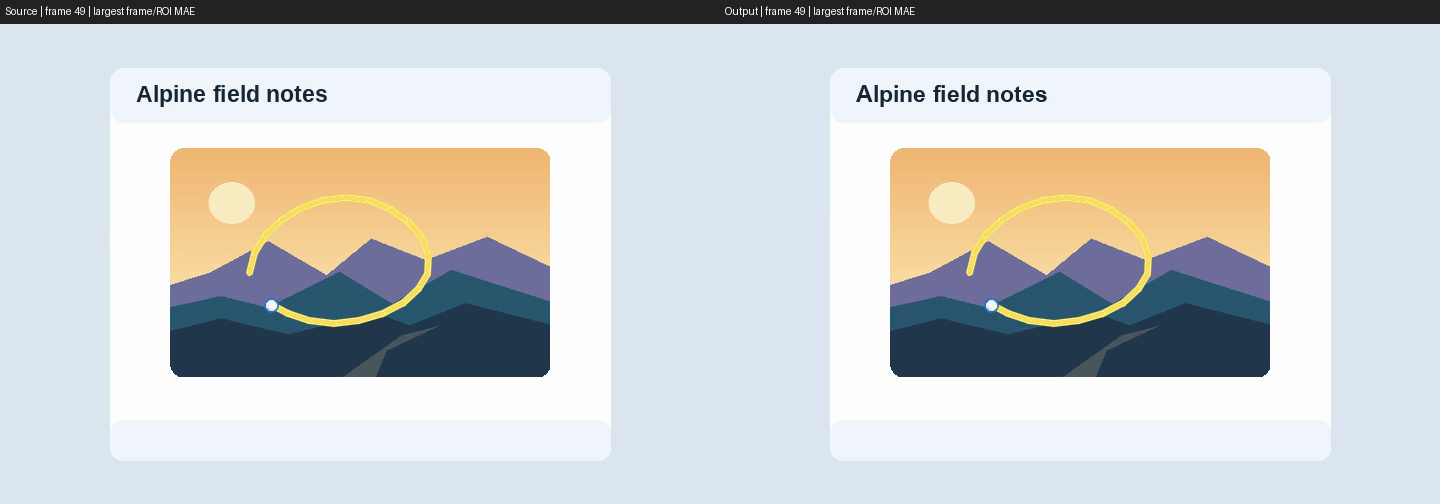 Source | frame 49 | largest frame/ROI MAE
Output | frame 49 | largest frame/ROI MAE
Alpine field notes
Alpine field notes